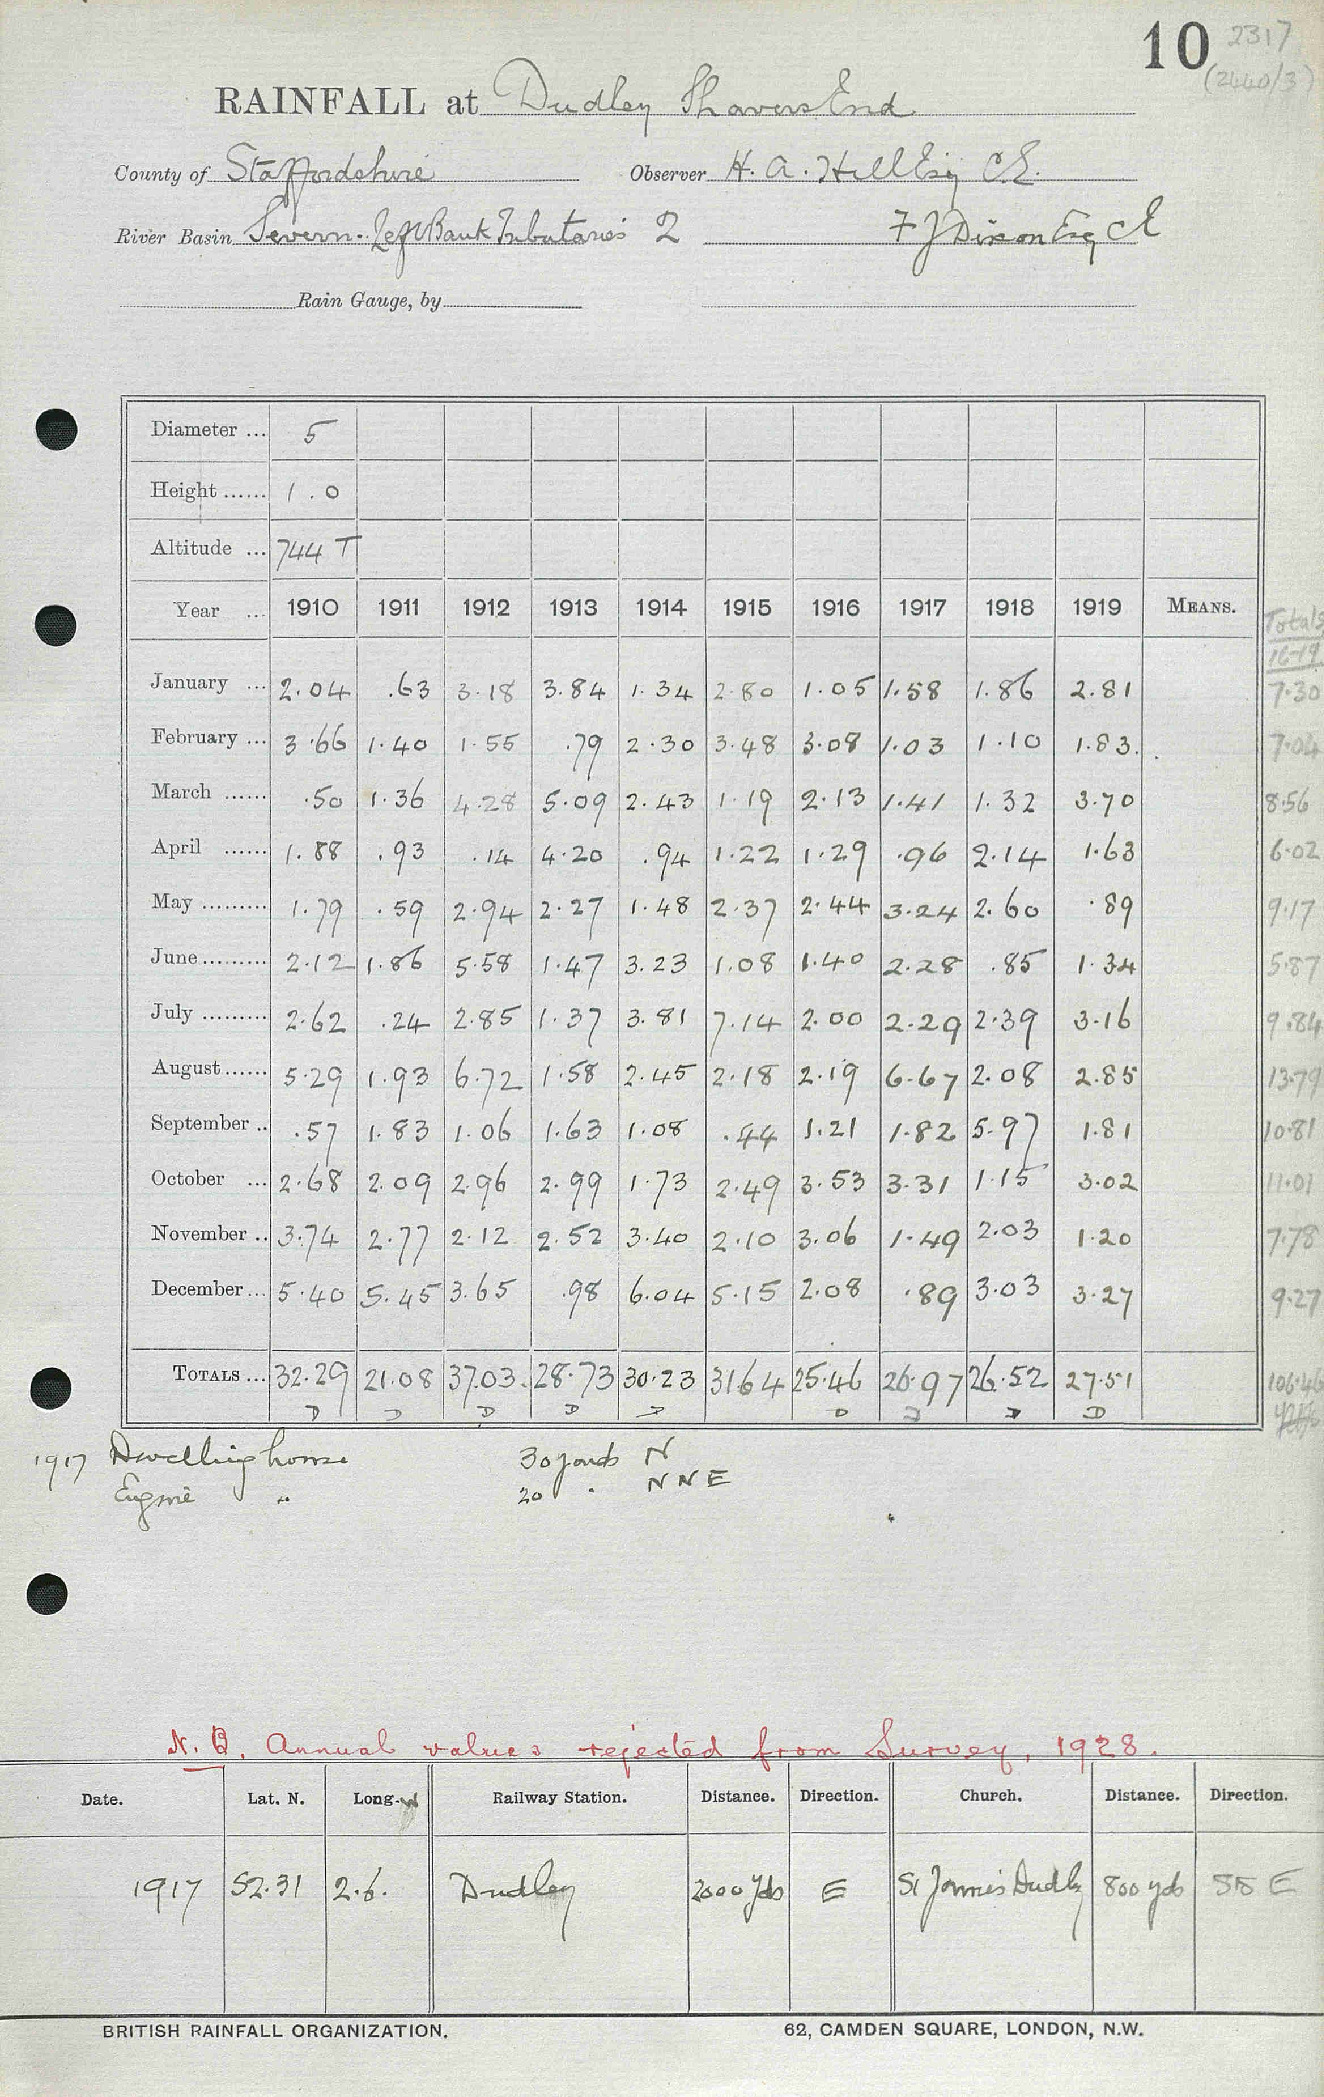 10 2317
(2440/3)
RAINFALL at Dudley Shavers End
County of Staffordshire Observer H. A. Hill Esq C.E.
River Basin Severn. Left Bank Tributaries 2 F J Dixon Esq CE
Rain Gauge, by
Diameter ... 5
Height ...... 1.0
Altitude ... 744 T
Year ... 1910 1911 1912 1913 1914 1915 1916 1917 1918 1919 MEANS. Totals
16-19
January ... 2.04 .63 3.18 3.84 1.34 2.80 1.05 1.58 1.86 2.81 7.30
February ... 3.66 1.40 1.55 .79 2.30 3.48 3.08 1.03 1.10 1.83. 7.04
March ...... .50 1.36 4.28 5.09 2.43 1.19 2.13 1.41 1.32 3.70 8.56
April ...... 1.88 .93 .14 4.20 .94 1.22 1.29 .96 2.14 1.63 6.02
May ......... 1.79 .59 2.94 2.27 1.48 2.37 2.44 3.24 2.60 .89 9.17
June ......... 2.12 1.86 5.58 1.47 3.23 1.08 1.40 2.28 .85 1.34 5.87
July ......... 2.62 .24 2.85 1.37 3.81 7.14 2.00 2.29 2.39 3.16 9.84
August ...... 5.29 1.93 6.72 1.58 2.45 2.18 2.19 6.67 2.08 2.85 13.79
September .. .57 1.83 1.06 1.63 1.08 .44 1.21 1.82 5.97 1.81 10.81
October ... 2.68 2.09 2.96 2.99 1.73 2.49 3.53 3.31 1.15 3.02 11.01
November .. 3.74 2.77 2.12 2.52 3.40 2.10 3.06 1.49 2.03 1.20 7.78
December ... 5.40 5.45 3.65 .98 6.04 5.15 2.08 .89 3.03 3.27 9.27
TOTALS ... 32.29 21.08 37.03. 28.73 30.23 31.64 25.46 26.97 26.52 27.51 106.46
D D D D D D D D D
1917 Dwelling house 30 yards N
Engine " 20 " NNE
N.B. Annual values rejected from Survey, 1928.
Date. Lat. N. Long. W Railway Station. Distance. Direction. Church. Distance. Direction.
1917 52.31 2.6. Dudley 2000 yds E St James Dudley 800 yds E
BRITISH RAINFALL ORGANIZATION. 62, CAMDEN SQUARE, LONDON, N.W.